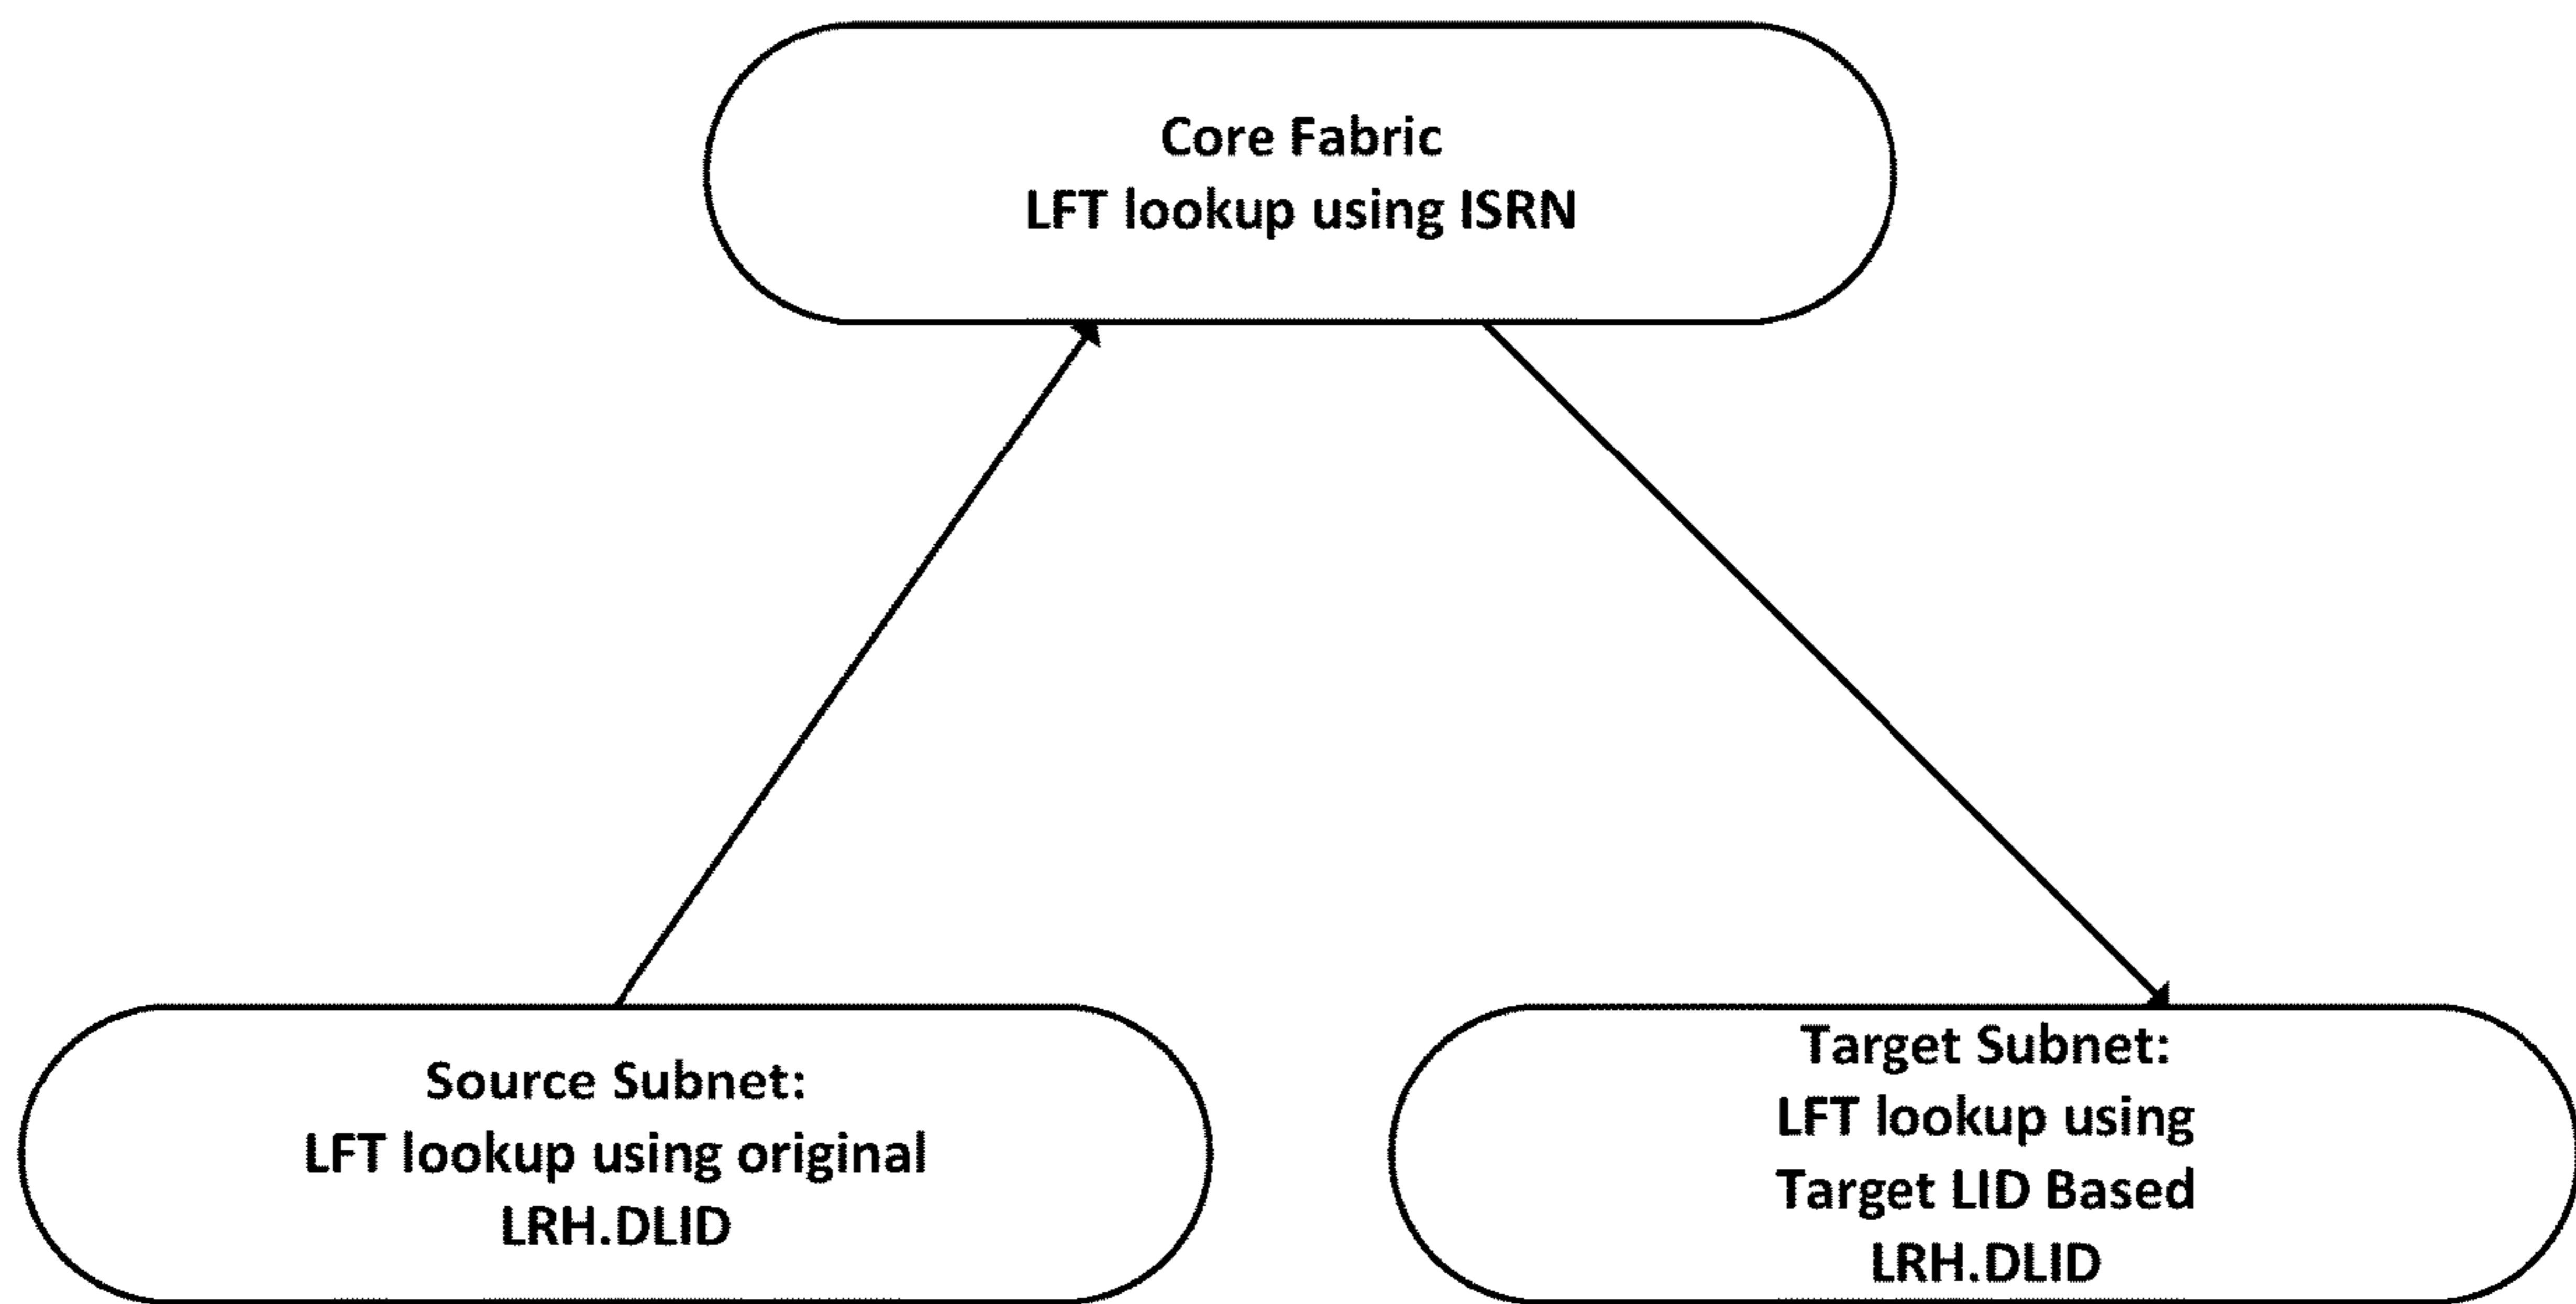 Core Fabric
LFT lookup using ISRN
Source Subnet:
LFT lookup using original
LRH.DLID
Target Subnet:
LFT lookup using
Target LID Based
LRH.DLID